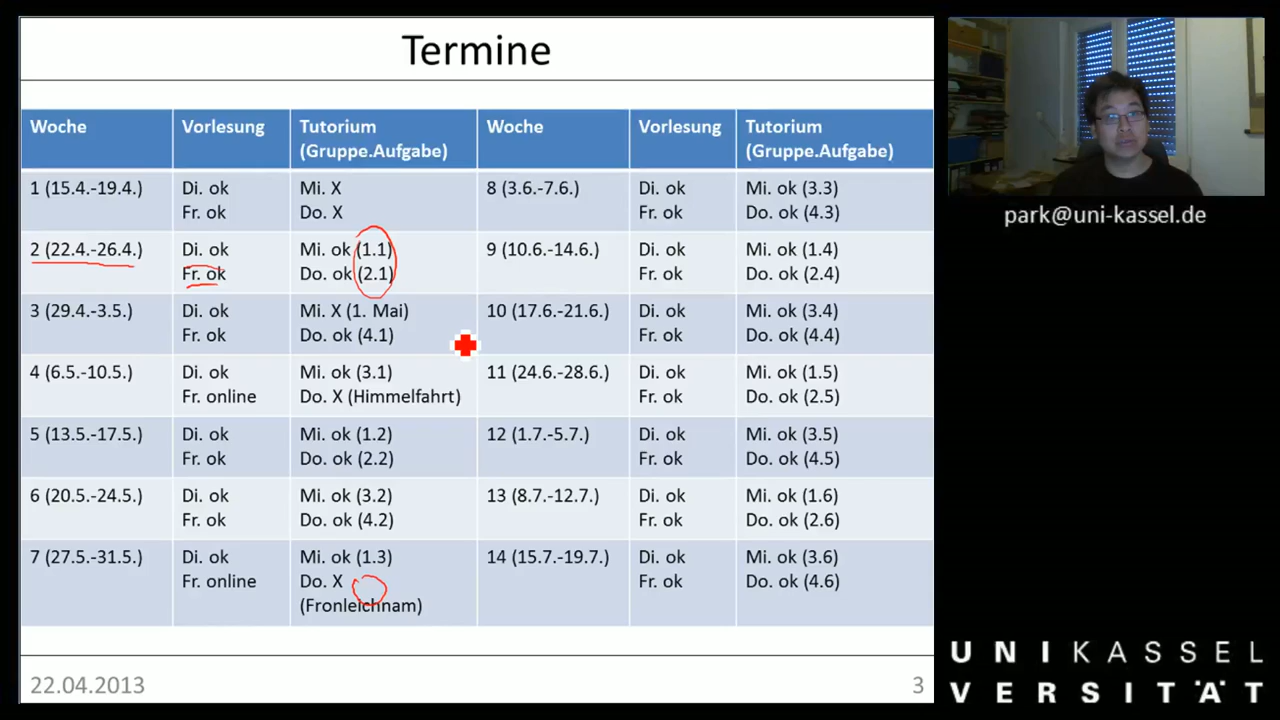 Termine
Woche Vorlesung Tutorium (Gruppe.Aufgabe) Woche Vorlesung Tutorium (Gruppe.Aufgabe)
1 (15.4.-19.4.) Di. ok Mi. X 8 (3.6.-7.6.) Di. ok Mi. ok (3.3)
Fr. ok Do. X Fr. ok Do. ok (4.3)
2 (22.4.-26.4.) Di. ok Mi. ok (1.1) 9 (10.6.-14.6.) Di. ok Mi. ok (1.4)
Fr. ok Do. ok (2.1) Fr. ok Do. ok (2.4)
3 (29.4.-3.5.) Di. ok Mi. X (1. Mai) 10 (17.6.-21.6.) Di. ok Mi. ok (3.4)
Fr. ok Do. ok (4.1) Fr. ok Do. ok (4.4)
4 (6.5.-10.5.) Di. ok Mi. ok (3.1) 11 (24.6.-28.6.) Di. ok Mi. ok (1.5)
Fr. online Do. X (Himmelfahrt) Fr. ok Do. ok (2.5)
5 (13.5.-17.5.) Di. ok Mi. ok (1.2) 12 (1.7.-5.7.) Di. ok Mi. ok (3.5)
Fr. ok Do. ok (2.2) Fr. ok Do. ok (4.5)
6 (20.5.-24.5.) Di. ok Mi. ok (3.2) 13 (8.7.-12.7.) Di. ok Mi. ok (1.6)
Fr. ok Do. ok (4.2) Fr. ok Do. ok (2.6)
7 (27.5.-31.5.) Di. ok Mi. ok (1.3) 14 (15.7.-19.7.) Di. ok Mi. ok (3.6)
Fr. online Do. X Fr. ok Do. ok (4.6)
(Fronleichnam)
22.04.2013 3
park@uni-kassel.de
UNIKASSEL
VERSITÄT